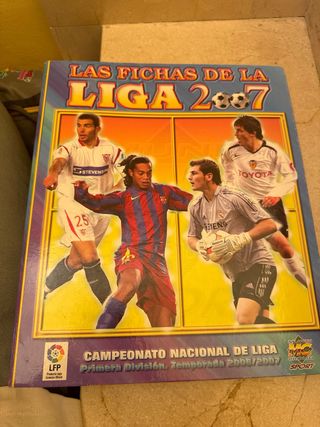 LAS FICHAS DE LA
LIGA 2007
STEVENS
25
TOYOTA
LFP
CAMPEONATO NACIONAL DE LIGA
Primera División. Temporada 2006/2007
SPORT